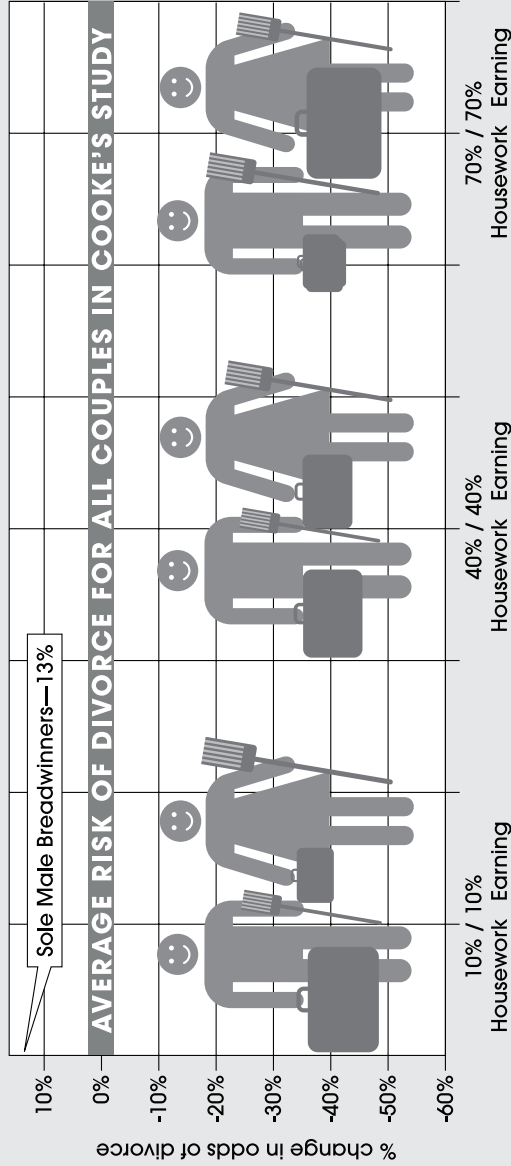 Sole Male Breadwinners—13%
AVERAGE RISK OF DIVORCE FOR ALL COUPLES IN COOKE'S STUDY
% change in odds of divorce
10%
0%
-10%
-20%
-30%
-40%
-50%
-60%
10% / 10%
Housework Earning
40% / 40%
Housework Earning
70% / 70%
Housework Earning